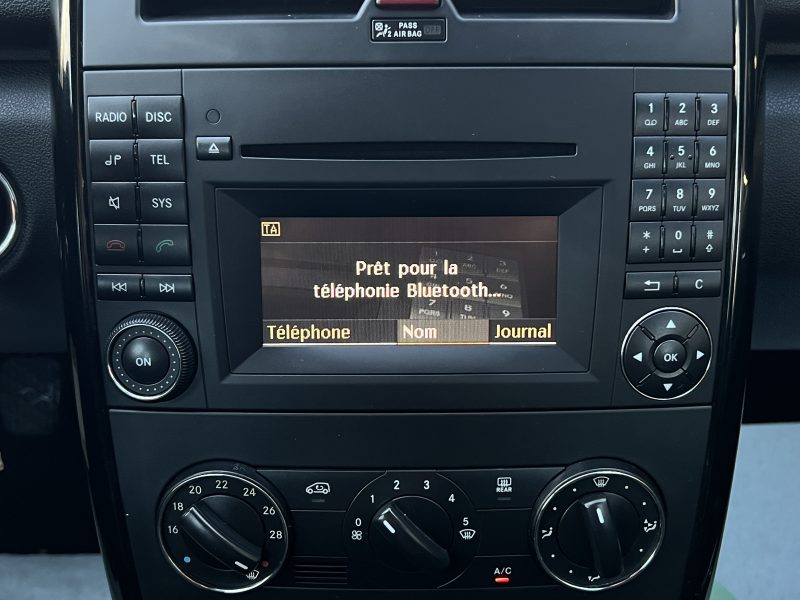 PASS
2 AIR BAG OFF
RADIO DISC
TEL
SYS
ON
TA
Prêt pour la
téléphonie Bluetooth...
Téléphone Nom Journal
1 2 ABC 3 DEF
4 GHI 5 JKL 6 MNO
7 PQRS 8 TUV 9 WXYZ
* + 0 #
C
OK
16 18 20 22 24 26 28
0 1 2 3 4 5
REAR
A/C